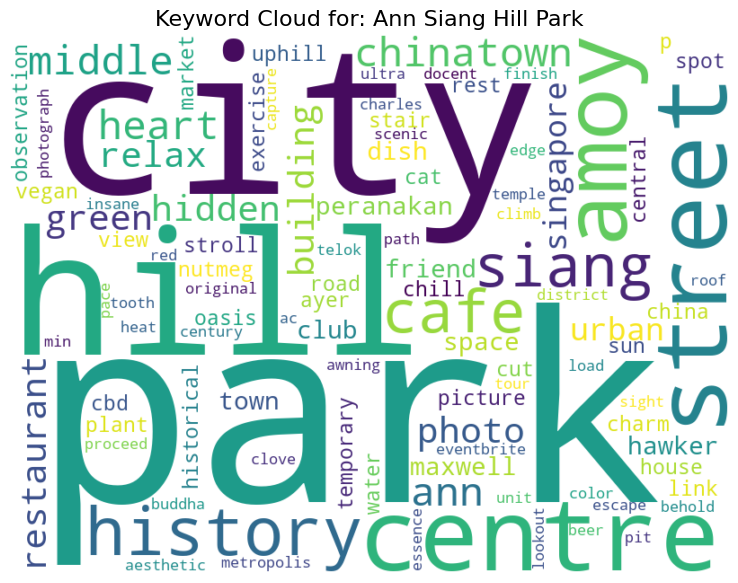 Keyword Cloud for: Ann Siang Hill Park
middle
market
uphill
chinatown
p
spot
observation
photograph
city
exercise
capture
ultra
docent
finish
rest
charles
heart
stair
scenic
relax
building
dish
edge
singapore
amoy
central
street
vegan
insane
hidden
cat
temple
green
peranakan
climb
view
stroll
telok
path
red
nutmeg
road
friend
siang
roof
hill
pace
original
chill
tooth
oasis
ayer
cafe
district
heat
century
ac
club
urban
china
min
space
sun
park
awning
cut
load
restaurant
cbd
historical
town
temporary
picture
tour
sight
plant
photo
charm
proceed
eventbrite
hawker
clove
water
maxwell
house
link
buddha
ann
unit
color
escape
behold
history
centre
essence
lookout
beer
pit
aesthetic
metropolis